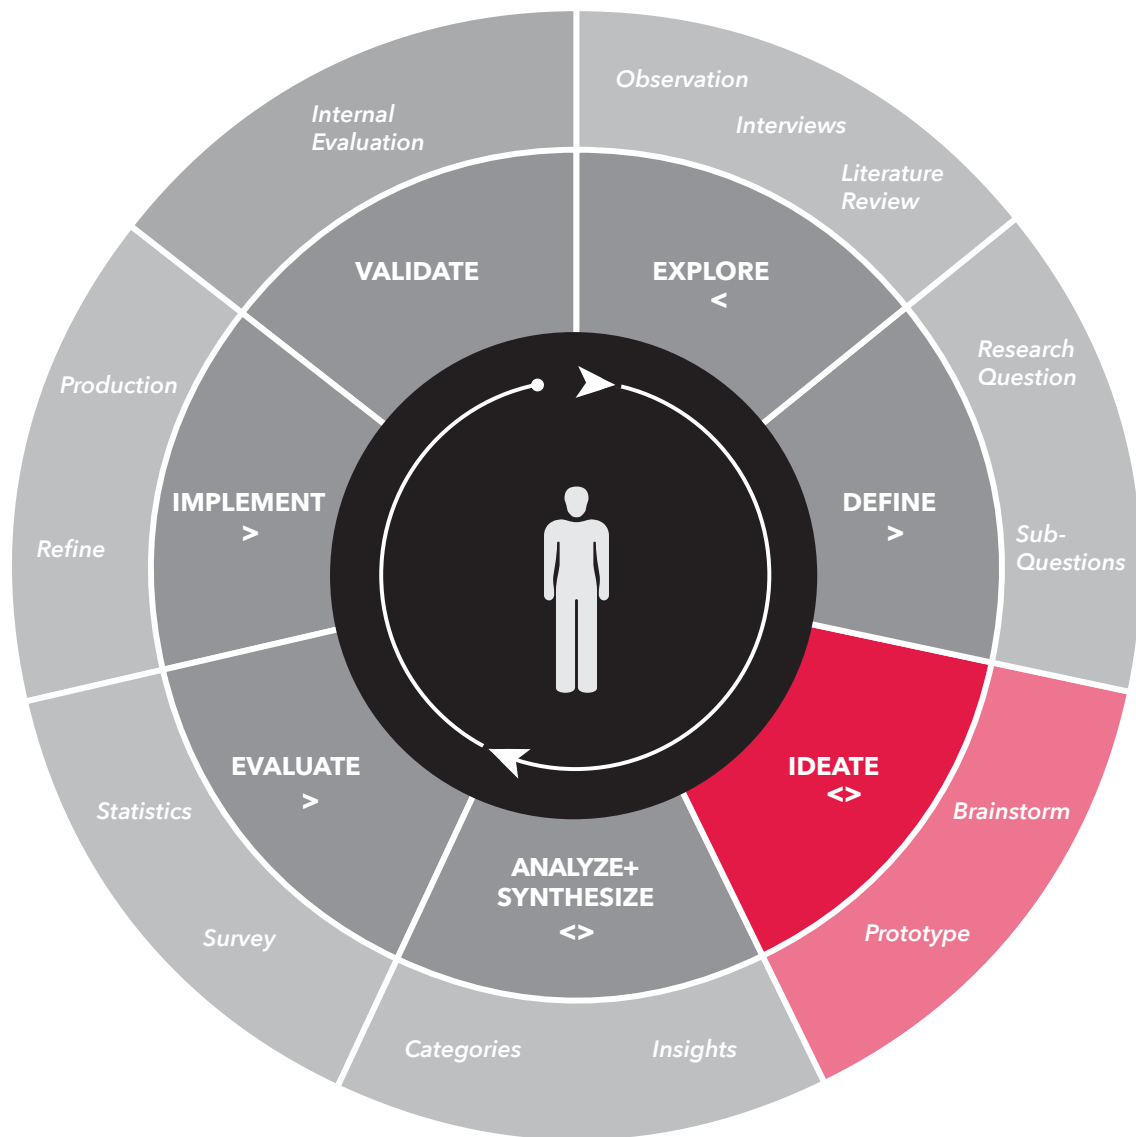 Observation
Interviews
Literature
Review
EXPLORE
<
Research
Question
Sub-
Questions
DEFINE
>
IDEATE
<>
Brainstorm
Prototype
ANALYZE+
SYNTHESIZE
<>
Categories
Insights
EVALUATE
>
Statistics
Survey
IMPLEMENT
>
Production
Refine
VALIDATE
Internal
Evaluation